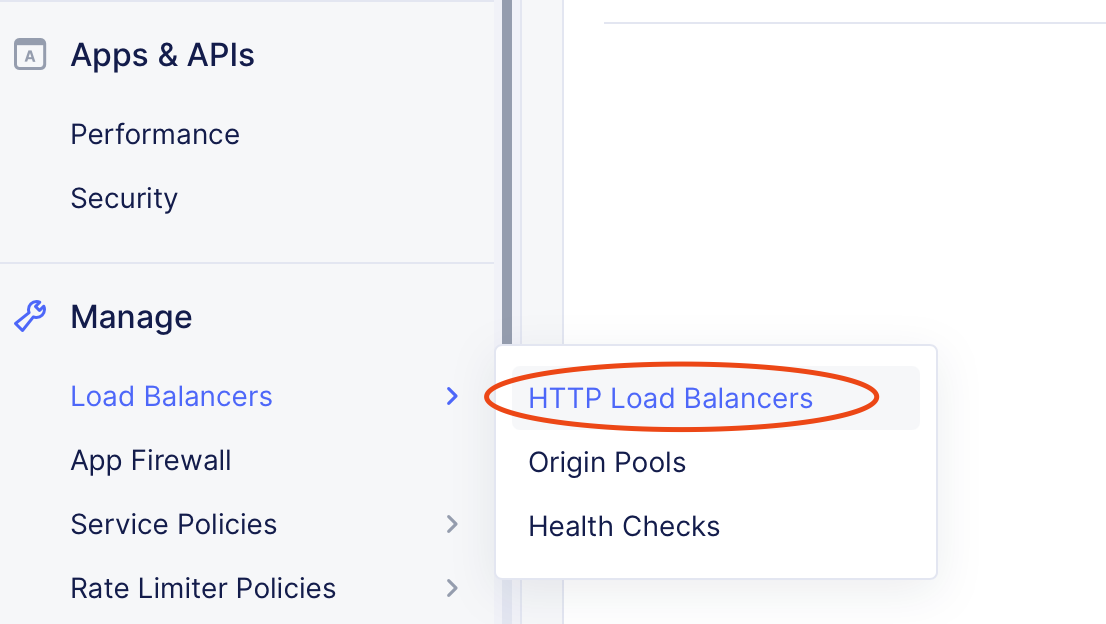 A
Apps & APIs
Performance
Security
Manage
Load Balancers
HTTP Load Balancers
App Firewall
Origin Pools
Service Policies
Health Checks
Rate Limiter Policies